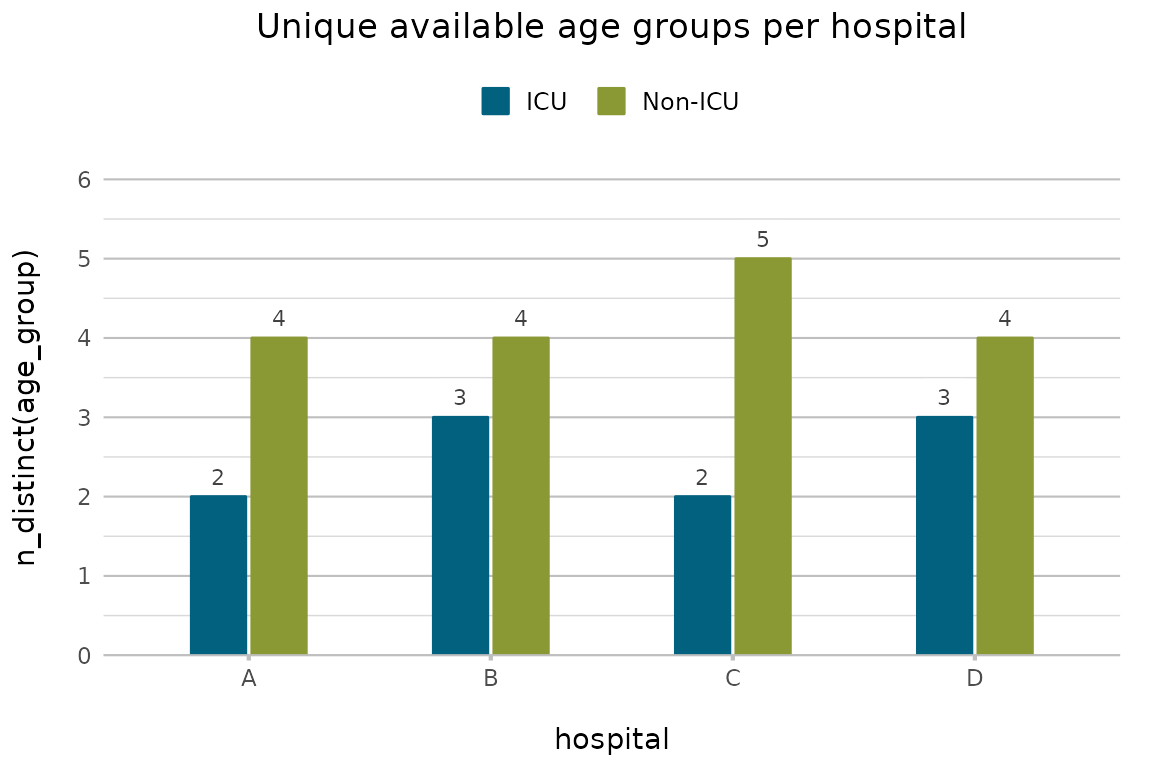 Unique available age groups per hospital
ICU Non-ICU
n_distinct(age_group)
6
5
4
3
2
1
0
2 4
3 4
2 5
3 4
A B C D
hospital